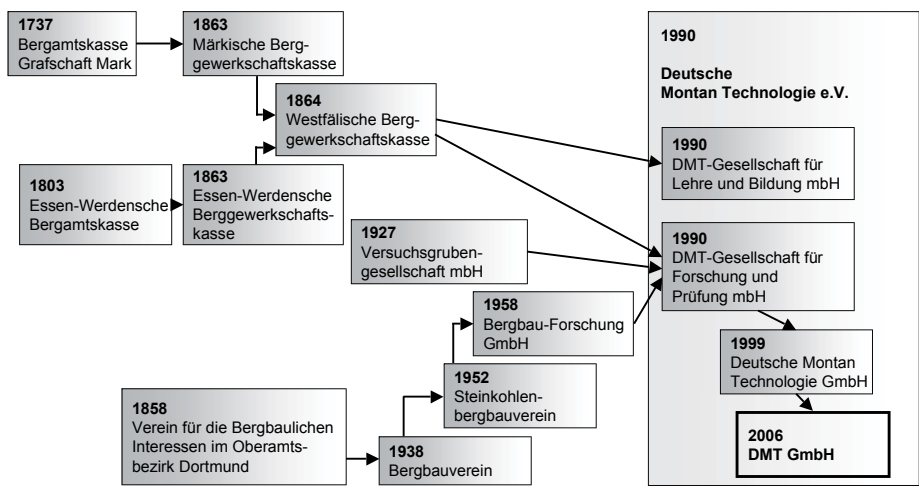 1737
Bergamtskasse
Grafschaft Mark
1863
Märkische Berg-
gewerkschaftskasse
1864
Westfälische Berg-
gewerkschaftskasse
1803
Essen-Werdensche
Bergamtskasse
1863
Essen-Werdensche
Berggewerkschafts-
kasse
1927
Versuchsgruben-
gesellschaft mbH
1958
Bergbau-Forschung
GmbH
1952
Steinkohlen-
bergbauverein
1858
Verein für die Bergbaulichen
Interessen im Oberamts-
bezirk Dortmund
1938
Bergbauverein
1990
Deutsche
Montan Technologie e.V.
1990
DMT-Gesellschaft für
Lehre und Bildung mbH
1990
DMT-Gesellschaft für
Forschung und
Prüfung mbH
1999
Deutsche Montan
Technologie GmbH
2006
DMT GmbH